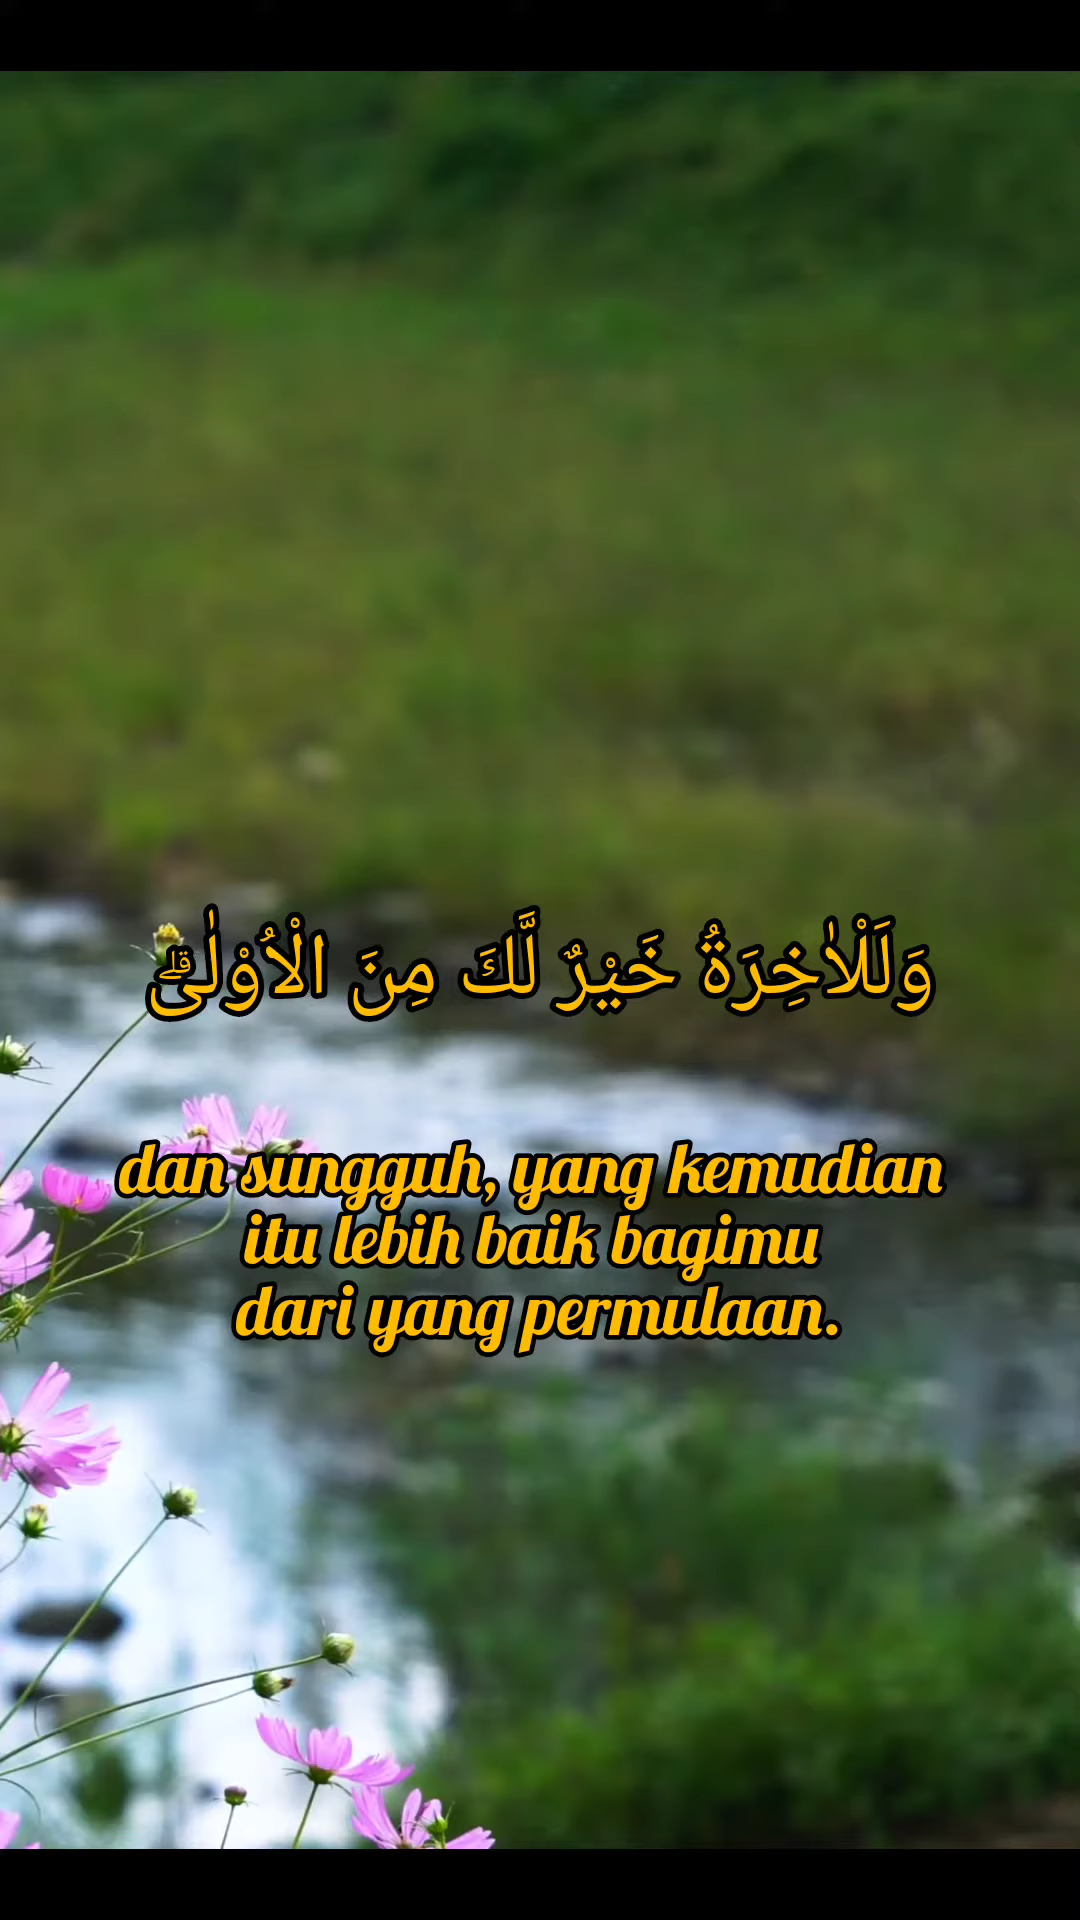 وَلَلْاٰخِرَةُ خَيْرٌ لَّكَ مِنَ الْاُوْلٰىۗ
dan sungguh, yang kemudian
itu lebih baik bagimu
dari yang permulaan.